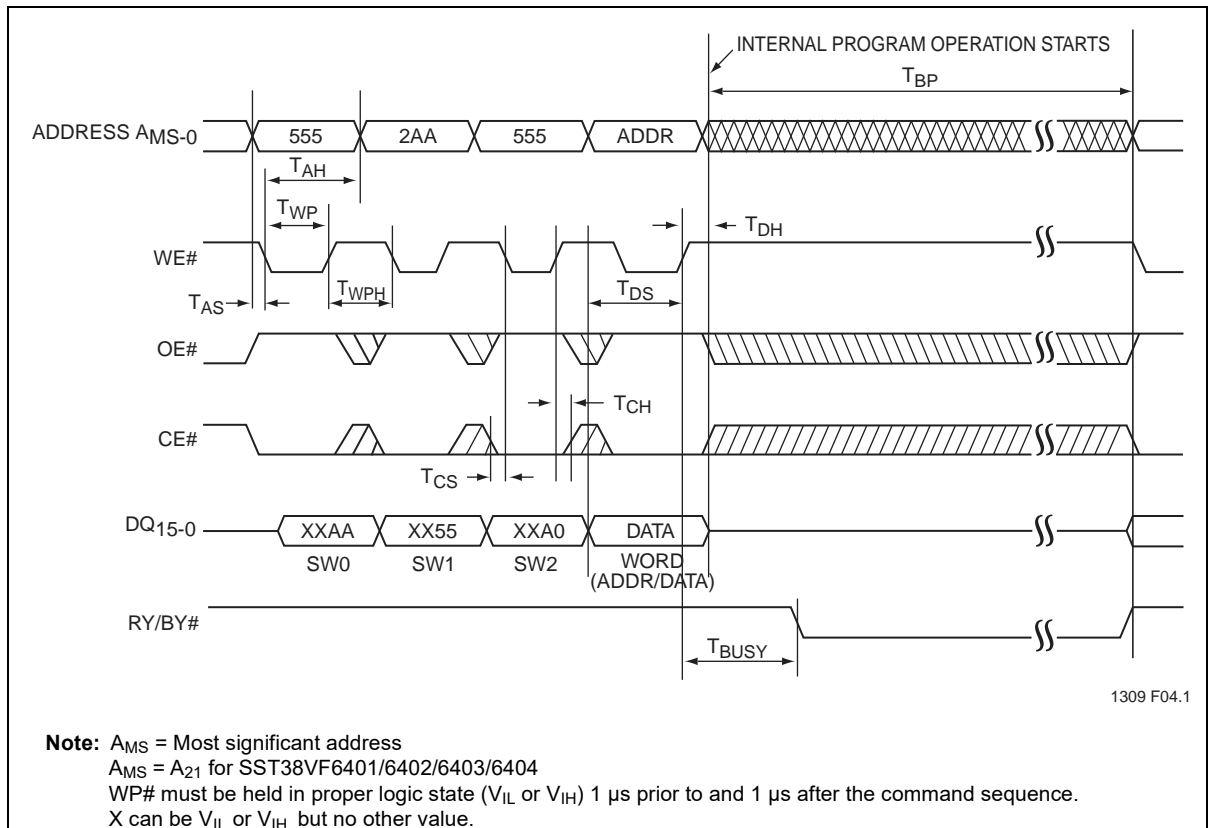 INTERNAL PROGRAM OPERATION STARTS
TBP
ADDRESS AMS-0
555
2AA
555
ADDR
TAH
TWP
TDH
WE#
TWPH
TDS
TAS
OE#
TCH
CE#
TCS
DQ15-0
XXAA
XX55
XXA0
DATA
SW0
SW1
SW2
WORD
(ADDR/DATA)
RY/BY#
TBUSY
1309 F04.1
Note: AMS = Most significant address
AMS = A21 for SST38VF6401/6402/6403/6404
WP# must be held in proper logic state (VIL or VIH) 1 µs prior to and 1 µs after the command sequence.
X can be VIL or VIH but no other value.